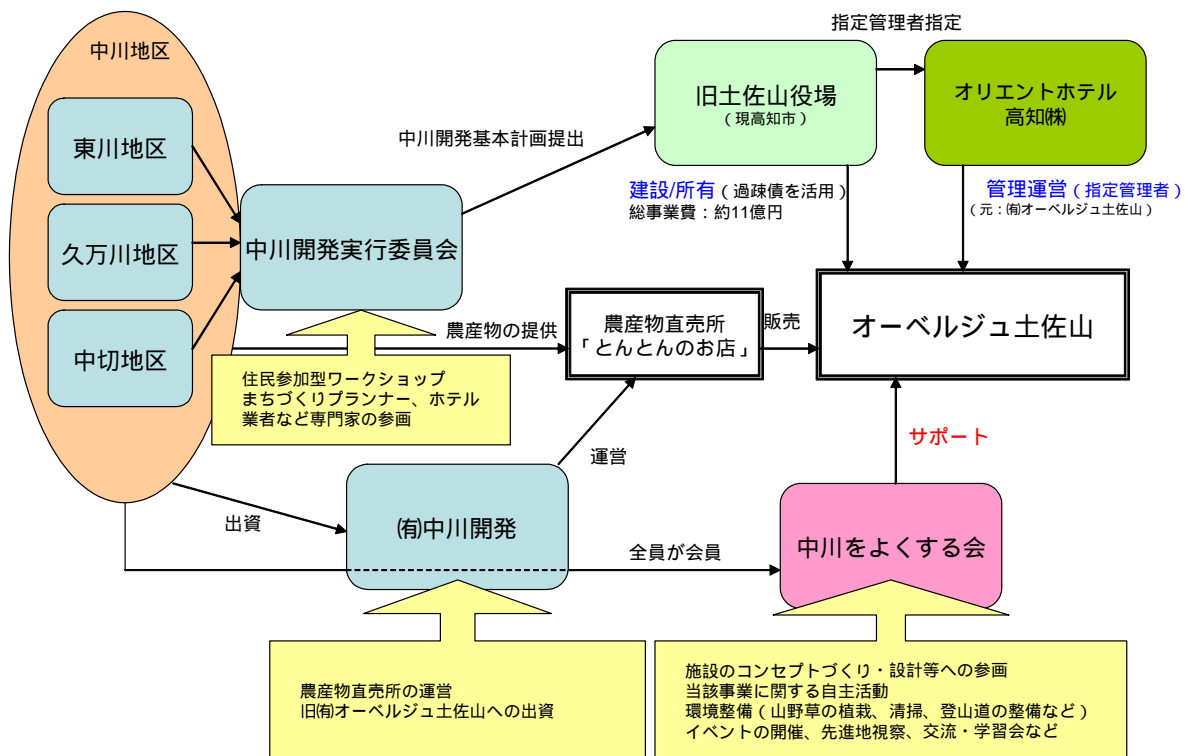 中川地区
東川地区
久万川地区
中切地区
中川開発実行委員会
中川開発基本計画提出
旧土佐山役場
（現高知市）
指定管理者指定
オリエントホテル
高知㈱
建設/所有（過疎債を活用）
総事業費：約11億円
管理運営（指定管理者）
（元：㈲オーベルジュ土佐山）
農産物の提供
農産物直売所
「とんとんのお店」
販売
オーベルジュ土佐山
住民参加型ワークショップ
まちづくりプランナー、ホテル
業者など専門家の参画
運営
サポート
出資
㈲中川開発
全員が会員
中川をよくする会
農産物直売所の運営
旧㈲オーベルジュ土佐山への出資
施設のコンセプトづくり・設計等への参画
当該事業に関する自主活動
環境整備（山野草の植栽、清掃、登山道の整備など）
イベントの開催、先進地視察、交流・学習会など